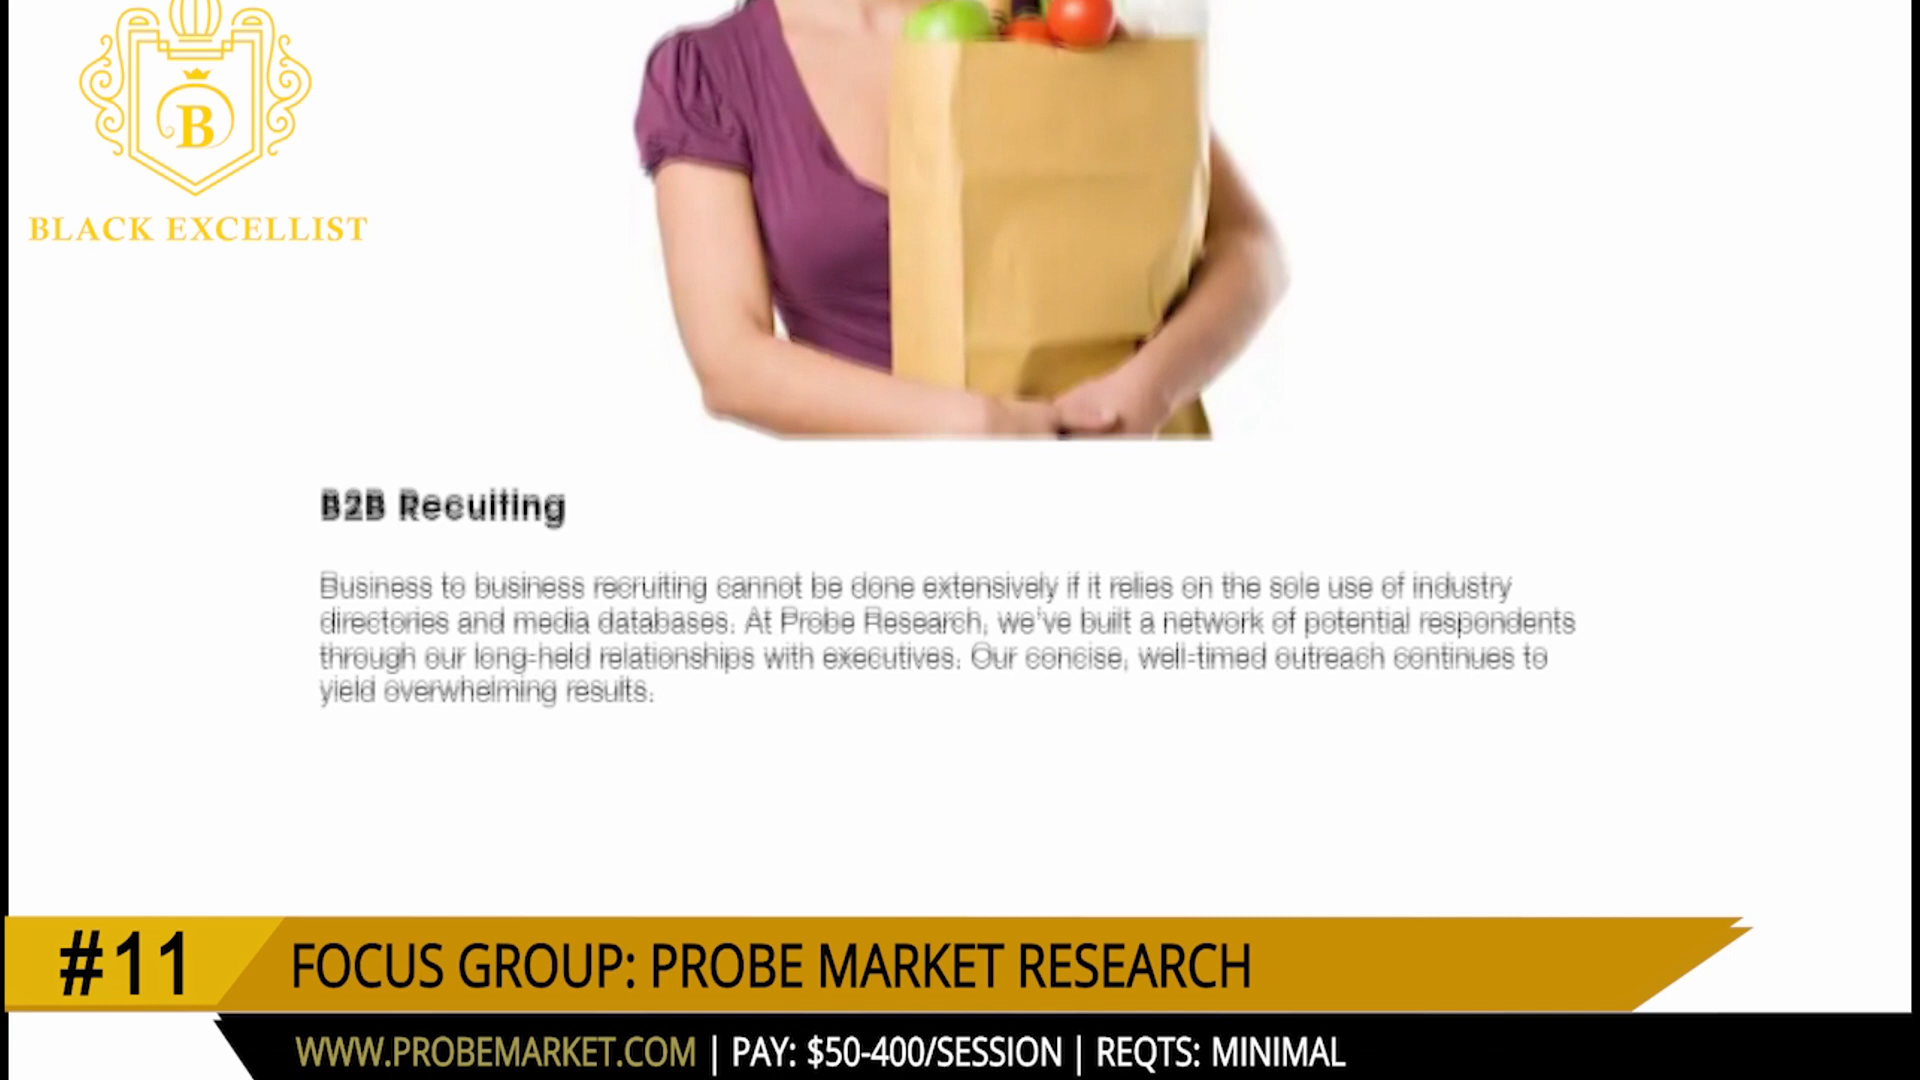 B
BLACK EXCELLIST
B2B Recuiting
Business to business recruiting cannot be done extensively if it relies on the sole use of industry
directories and media databases. At Probe Research, we've built a network of potential respondents
through our long-held relationships with executives. Our concise, well-timed outreach continues to
yield overwhelming results.
#11 FOCUS GROUP: PROBE MARKET RESEARCH
WWW.PROBEMARKET.COM | PAY: $50-400/SESSION | REQTS: MINIMAL